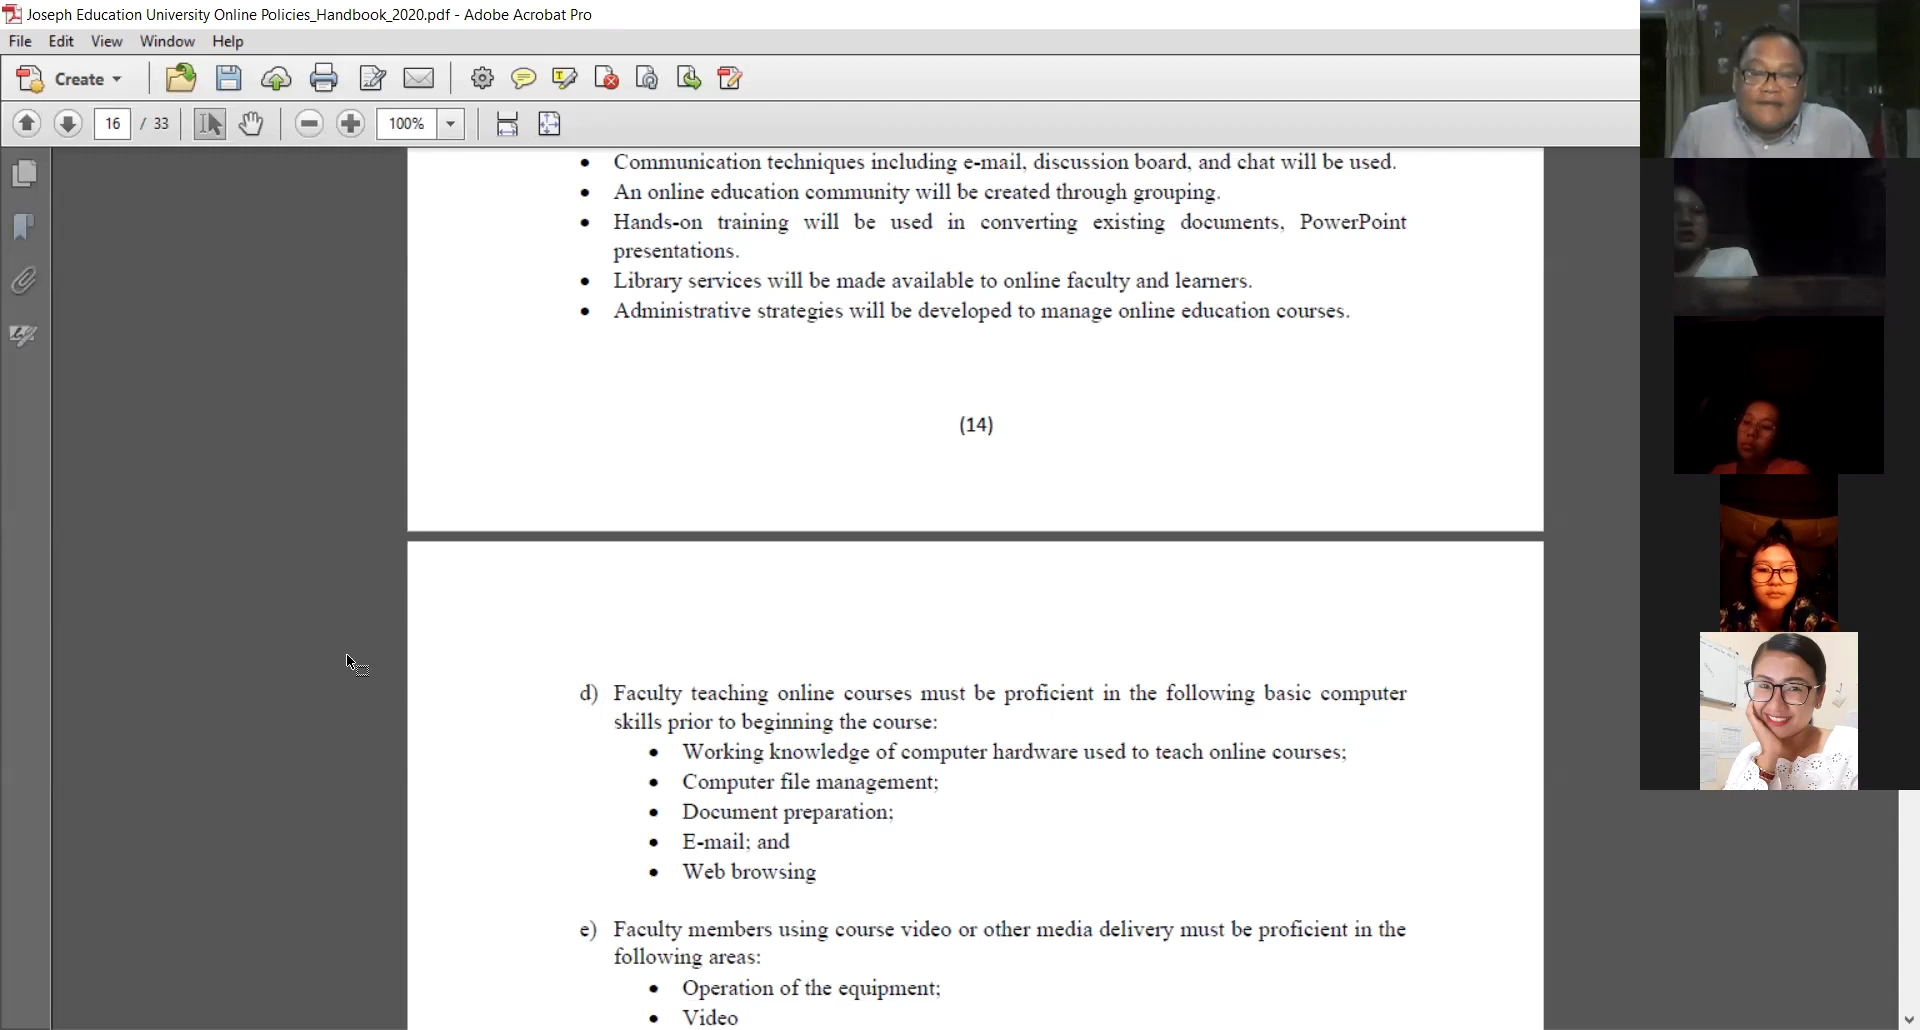 Joseph Education University Online Policies_Handbook_2020.pdf - Adobe Acrobat Pro
File Edit View Window Help
Create
16 / 33 100%
• Communication techniques including e-mail, discussion board, and chat will be used.
• An online education community will be created through grouping.
• Hands-on training will be used in converting existing documents, PowerPoint
presentations.
• Library services will be made available to online faculty and learners.
• Administrative strategies will be developed to manage online education courses.
(14)
d) Faculty teaching online courses must be proficient in the following basic computer
skills prior to beginning the course:
• Working knowledge of computer hardware used to teach online courses;
• Computer file management;
• Document preparation;
• E-mail; and
• Web browsing
e) Faculty members using course video or other media delivery must be proficient in the
following areas:
• Operation of the equipment;
• Video